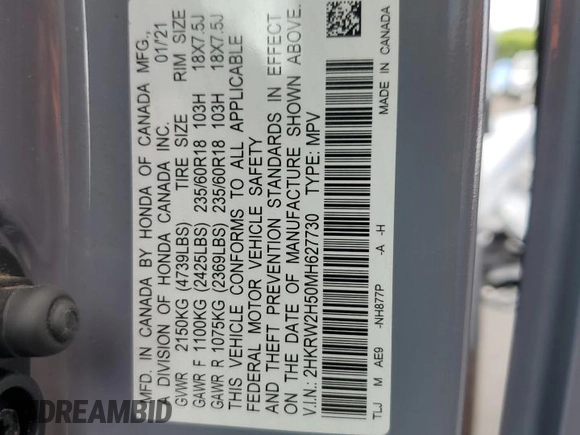 MFD. IN CANADA BY HONDA OF CANADA MFG.,
A DIVISION OF HONDA CANADA INC. 01/21
GVWR 2150KG (4739LBS) TIRE SIZE RIM SIZE
GAWR F 1100KG (2425LBS) 235/60R18 103H 18X7.5J
GAWR R 1075KG (2369LBS) 235/60R18 103H 18X7.5J
THIS VEHICLE CONFORMS TO ALL APPLICABLE
FEDERAL MOTOR VEHICLE SAFETY
AND THEFT PREVENTION STANDARDS IN EFFECT
ON THE DATE OF MANUFACTURE SHOWN ABOVE.
V.I.N.: 2HKRW2H50MH627730 TYPE: MPV
TLJ M AE9 -NH877P -A -H MADE IN CANADA
IDREAMBID